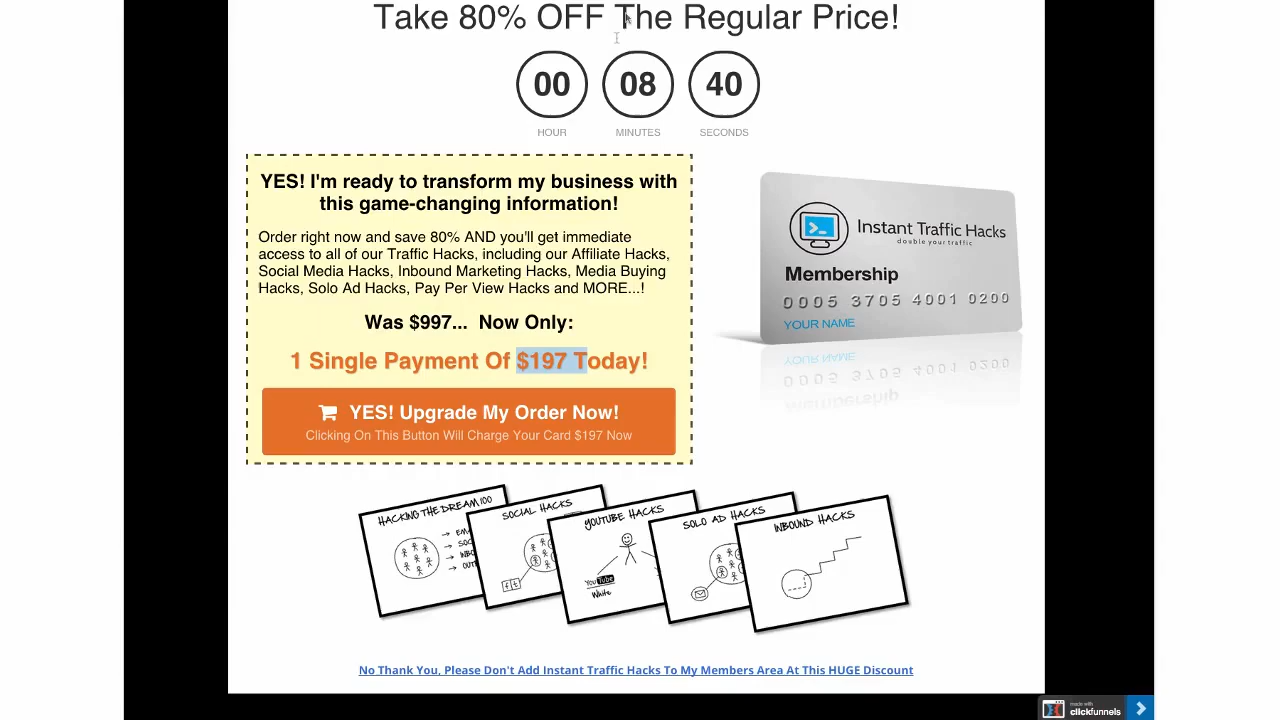 Take 80% OFF The Regular Price!
00 08 40
HOUR MINUTES SECONDS
YES! I'm ready to transform my business with
this game-changing information!
Order right now and save 80% AND you'll get immediate
access to all of our Traffic Hacks, including our Affiliate Hacks,
Social Media Hacks, Inbound Marketing Hacks, Media Buying
Hacks, Solo Ad Hacks, Pay Per View Hacks and MORE...!
Was $997... Now Only:
1 Single Payment Of $197 Today!
YES! Upgrade My Order Now!
Clicking On This Button Will Charge Your Card $197 Now
Instant Traffic Hacks
double your traffic
Membership
0005 3705 4001 0200
YOUR NAME
HACKING THE DREAM 100
SOCIAL HACKS
YOUTUBE HACKS
SOLO AD HACKS
INBOUND HACKS
You Tube
White
No Thank You, Please Don't Add Instant Traffic Hacks To My Members Area At This HUGE Discount
made with
clickfunnels